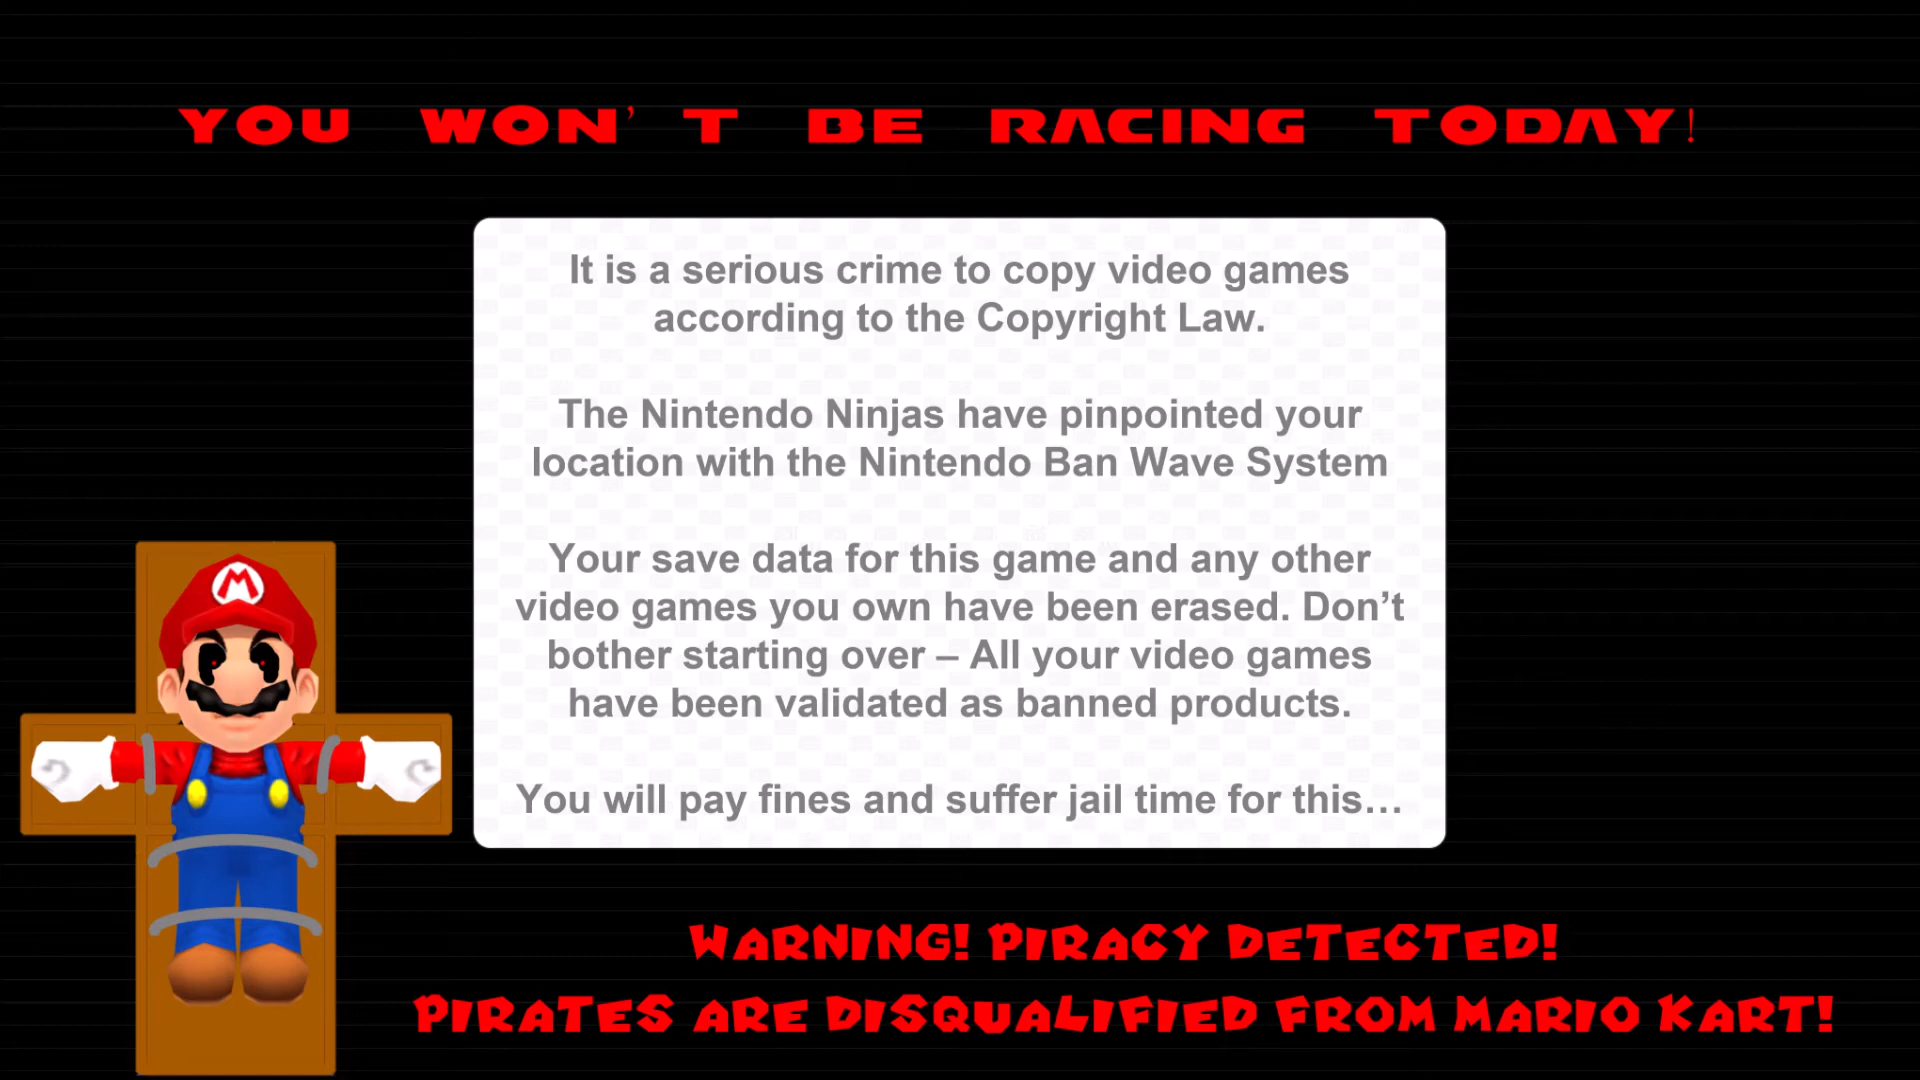 YOU WON'T BE RACING TODAY!
It is a serious crime to copy video games
according to the Copyright Law.
The Nintendo Ninjas have pinpointed your
location with the Nintendo Ban Wave System
Your save data for this game and any other
video games you own have been erased. Don’t
bother starting over – All your video games
have been validated as banned products.
You will pay fines and suffer jail time for this…
M
WARNING! PIRACY DETECTED!
PIRATES ARE DISQUALIFIED FROM MARIO KART!